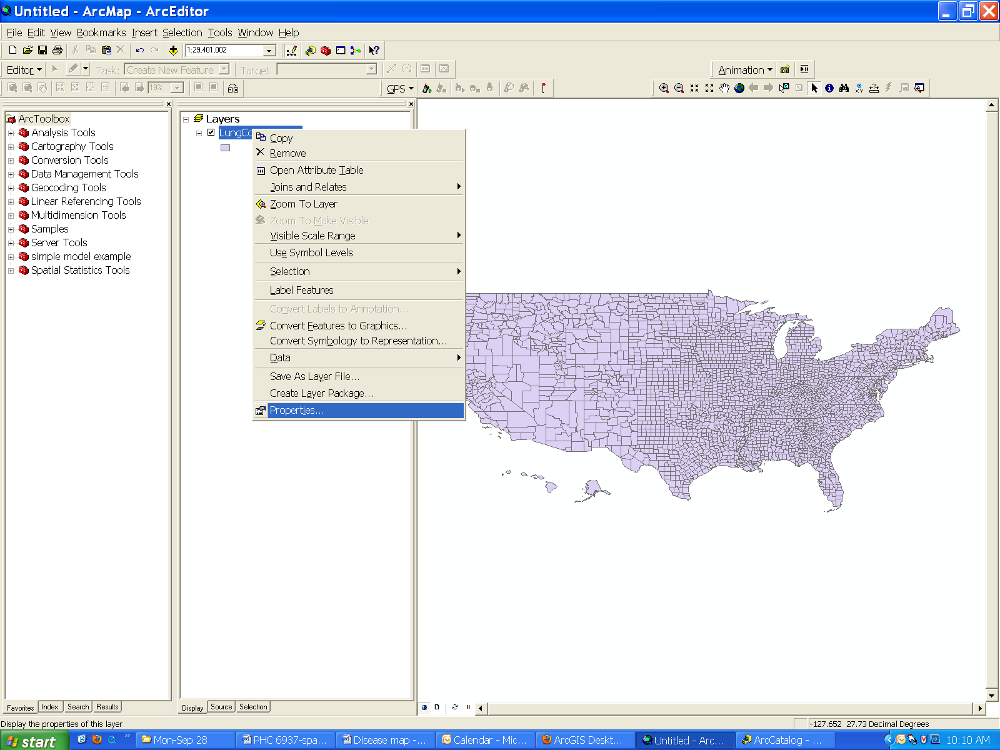 Untitled - ArcMap - ArcEditor
File Edit View Bookmarks Insert Selection Tools Window Help
1:29,401,002
Editor Task: Create New Feature Target: Animation
19% GPS
ArcToolbox
Analysis Tools
Cartography Tools
Conversion Tools
Data Management Tools
Geocoding Tools
Linear Referencing Tools
Multidimension Tools
Samples
Server Tools
simple model example
Spatial Statistics Tools
Layers
LungCo
Copy
Remove
Open Attribute Table
Joins and Relates
Zoom To Layer
Zoom To Make Visible
Visible Scale Range
Use Symbol Levels
Selection
Label Features
Convert Labels to Annotation...
Convert Features to Graphics...
Convert Symbology to Representation...
Data
Save As Layer File...
Create Layer Package...
Properties...
Favorites Index Search Results
Display Source Selection
Display the properties of this layer
-127.652 27.73 Decimal Degrees
start Mon-Sep 28 PHC 6937-spa... Disease map -... Calendar - Mic... ArcGIS Deskt... Untitled - Arc... ArcCatalog - ... 10:10 AM